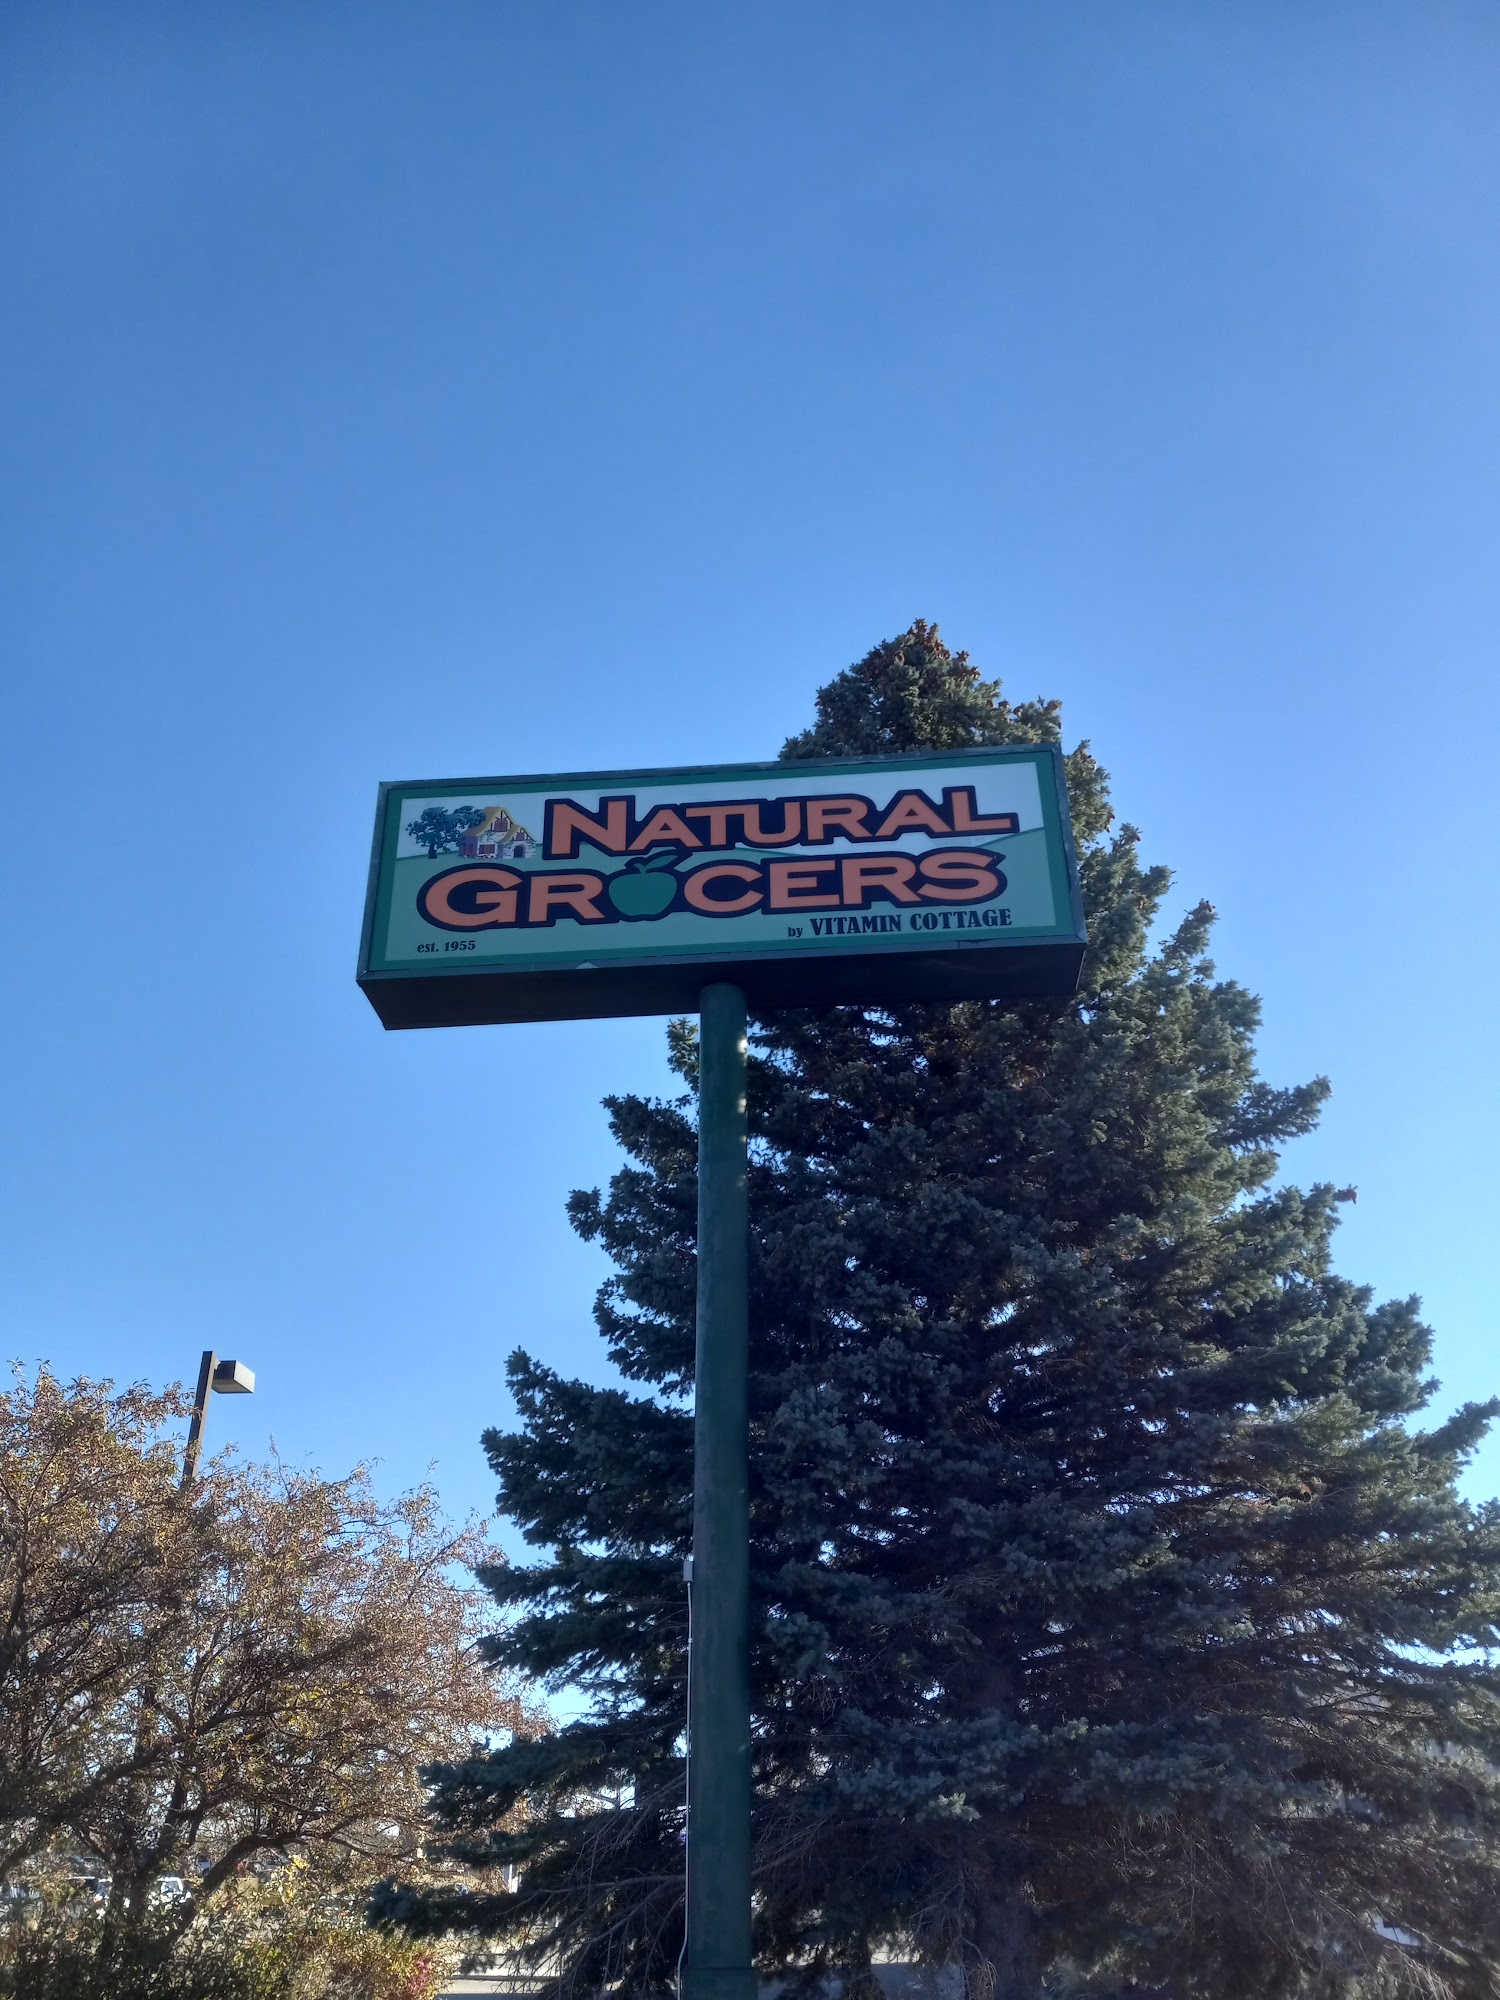 NATURAL
GROCERS
by VITAMIN COTTAGE
est. 1955